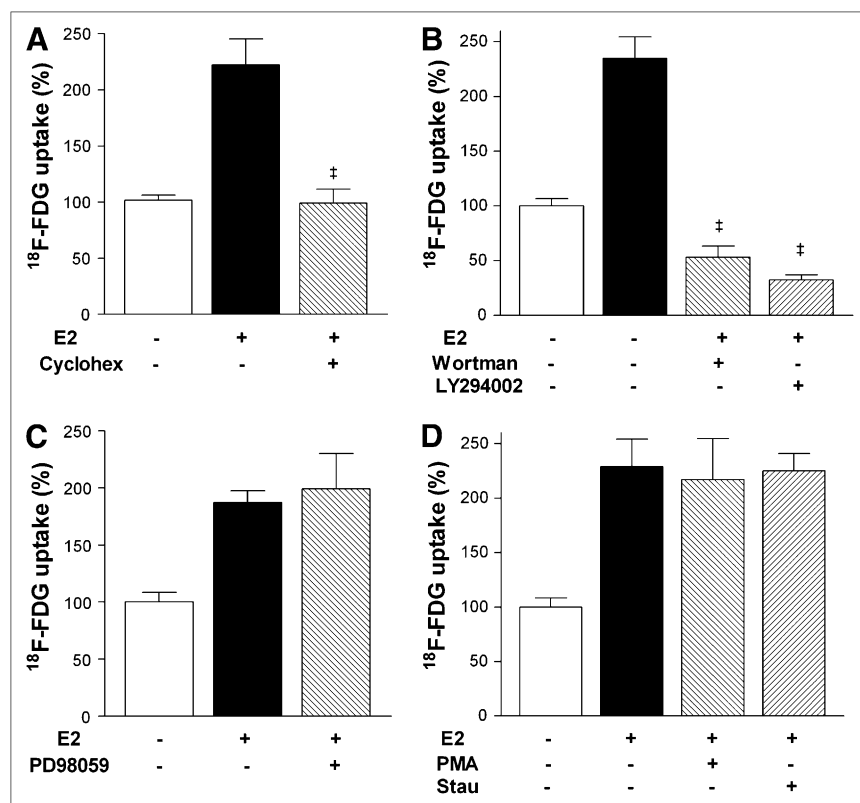 A
¹⁸F-FDG uptake (%)
250
200
150
100
50
0
‡
E2 - + +
Cyclohex - - +
B
¹⁸F-FDG uptake (%)
250
200
150
100
50
0
‡
‡
E2 - - + +
Wortman - - + -
LY294002 - - - +
C
¹⁸F-FDG uptake (%)
250
200
150
100
50
0
E2 - + +
PD98059 - - +
D
¹⁸F-FDG uptake (%)
250
200
150
100
50
0
E2 - + + +
PMA - - + -
Stau - - - +